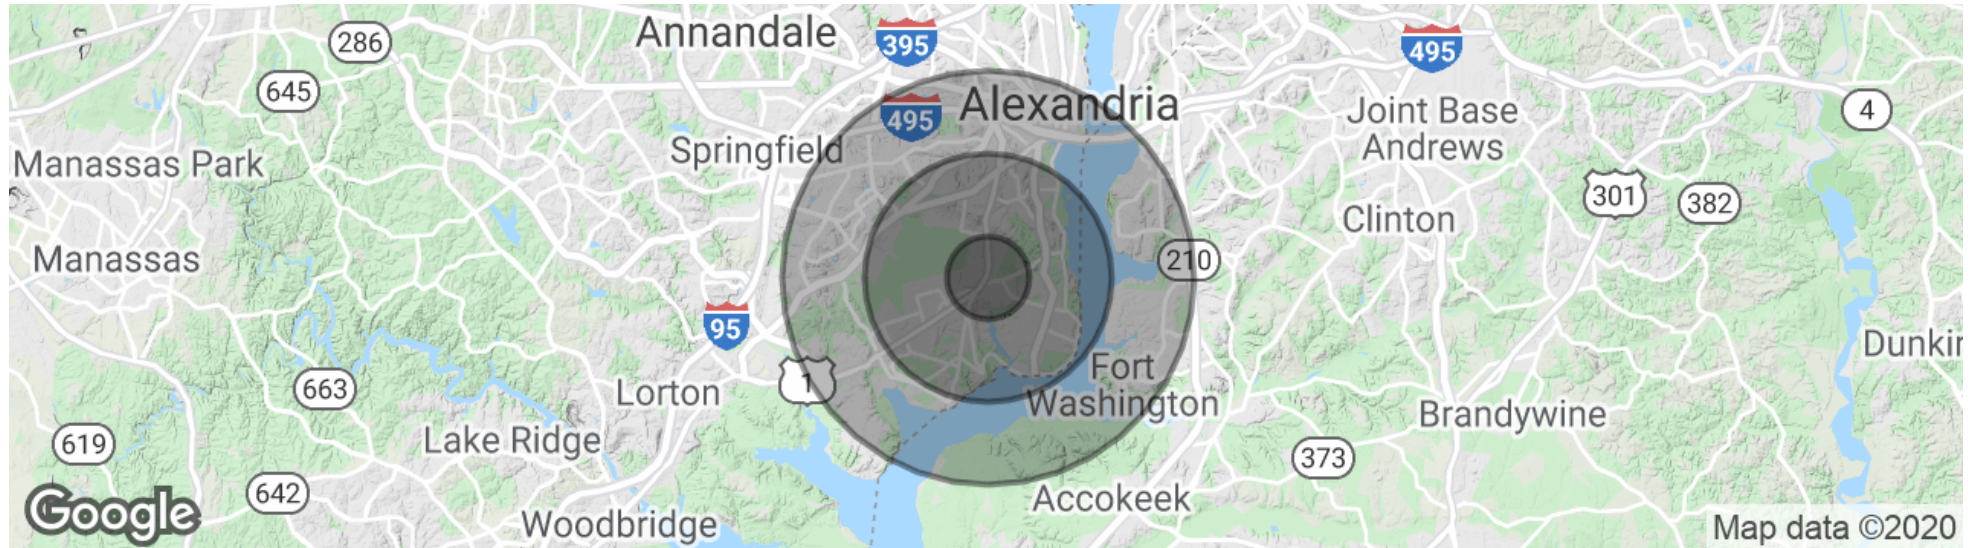 286
Annandale
395
495
645
495
Alexandria
Joint Base
Andrews
4
Springfield
Manassas Park
301
382
Clinton
Manassas
210
95
Dunkir
Fort
Washington
1
663
Lorton
Brandywine
619
Lake Ridge
373
642
Accokeek
Google
Woodbridge
Map data ©2020